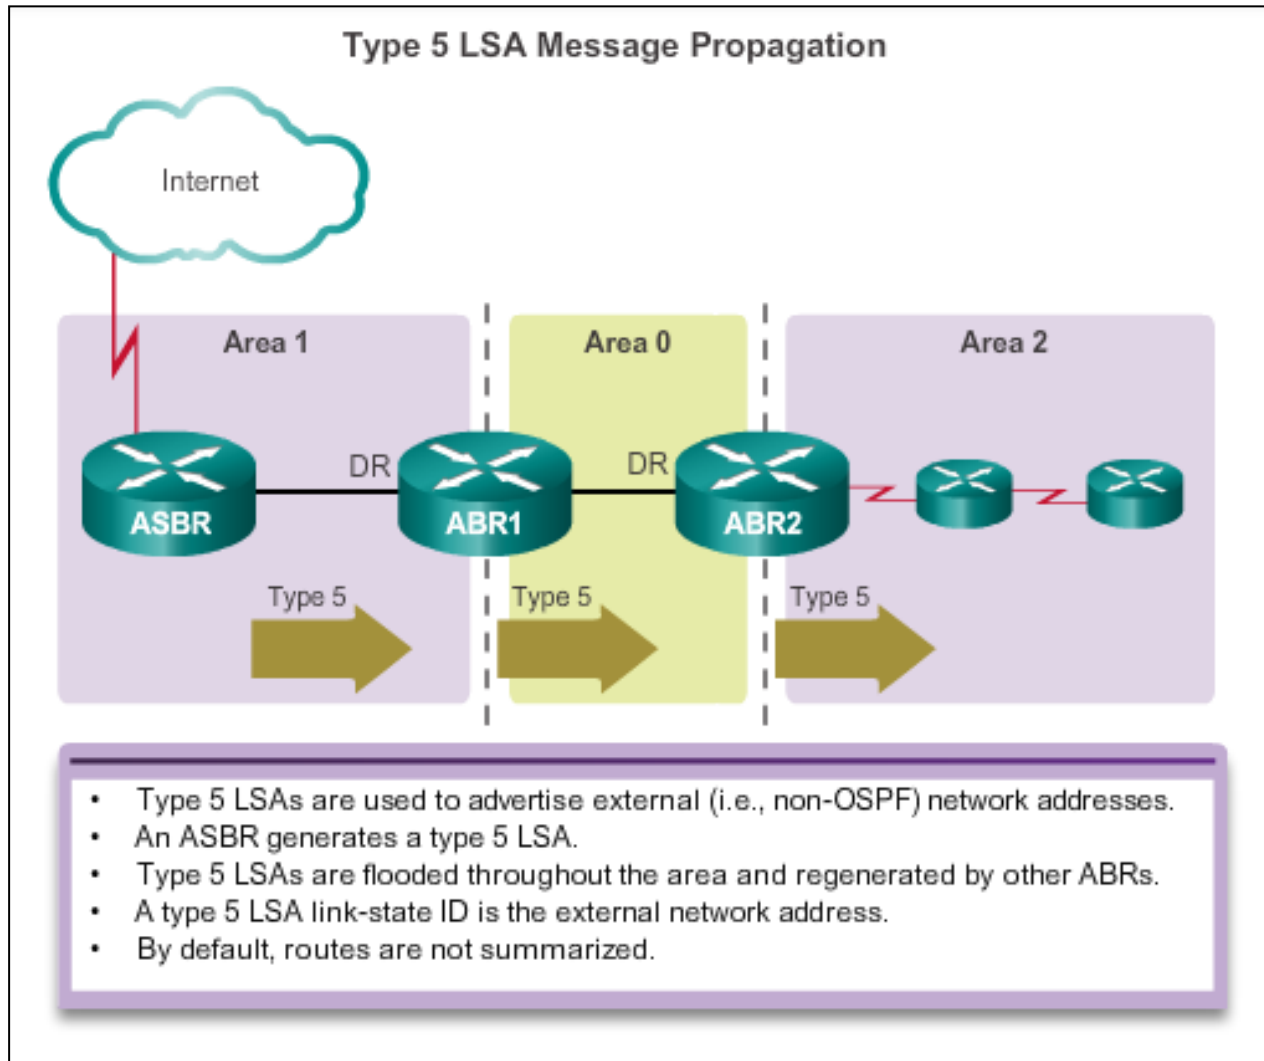 Type 5 LSA Message Propagation
Internet
Area 1
Area 0
Area 2
DR
DR
ASBR
ABR1
ABR2
Type 5
Type 5
Type 5
• Type 5 LSAs are used to advertise external (i.e., non-OSPF) network addresses.
• An ASBR generates a type 5 LSA.
• Type 5 LSAs are flooded throughout the area and regenerated by other ABRs.
• A type 5 LSA link-state ID is the external network address.
• By default, routes are not summarized.